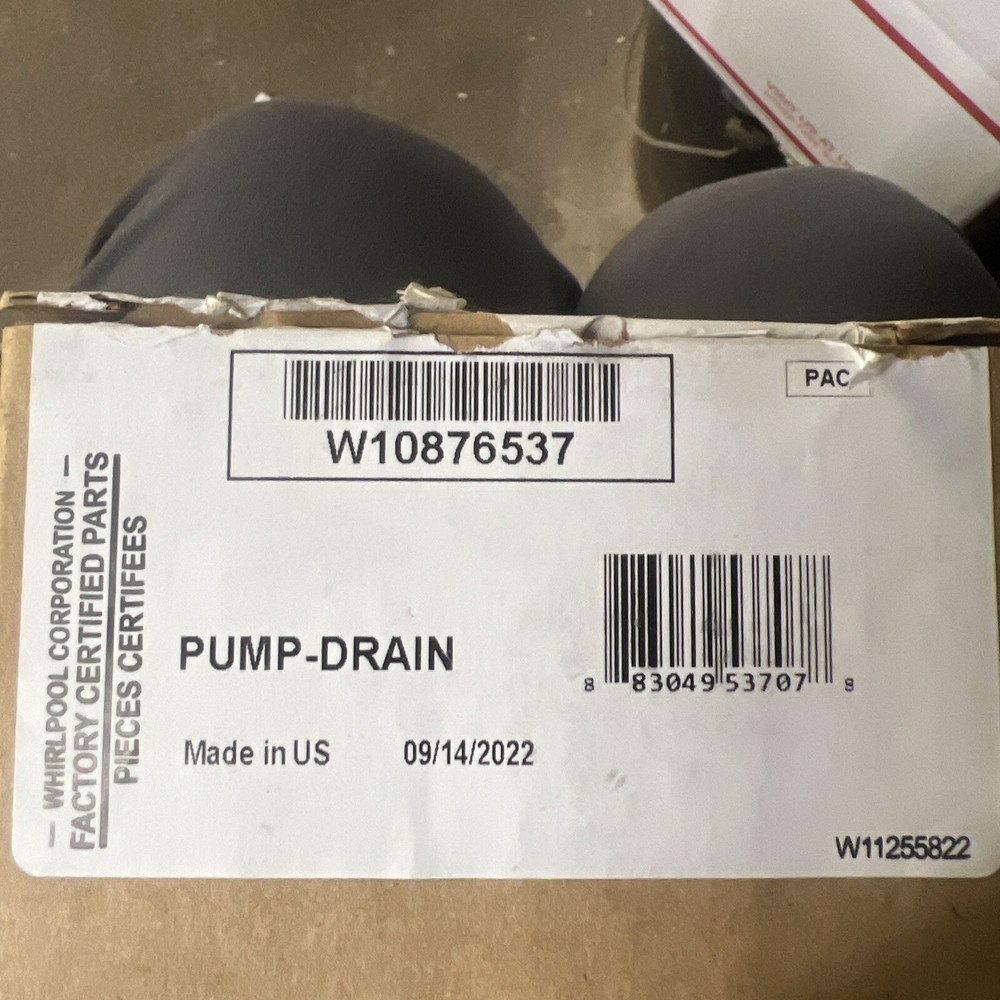 W10876537
PAC
— WHIRLPOOL CORPORATION —
FACTORY CERTIFIED PARTS
PIECES CERTIFEES
PUMP-DRAIN
8 83049 53707 8
Made in US 09/14/2022
W11255822